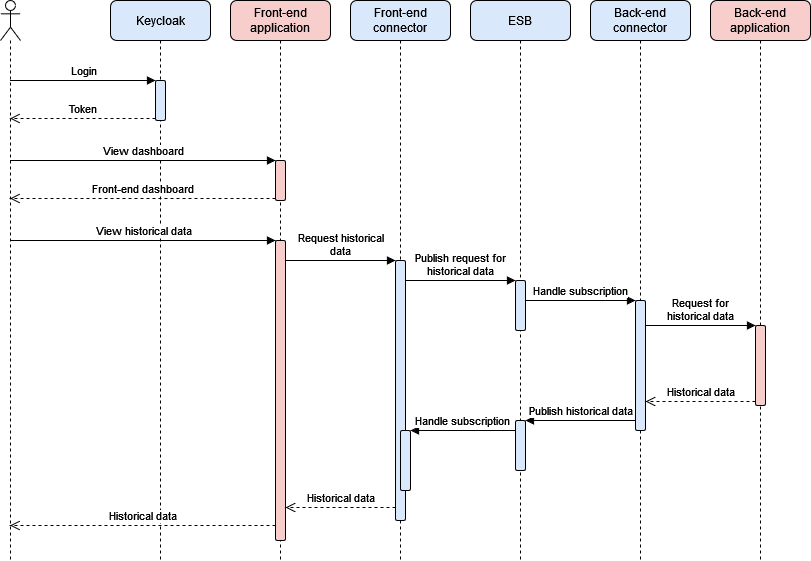 Keycloak
Front-end
application
Front-end
connector
ESB
Back-end
connector
Back-end
application
Login
Token
View dashboard
Front-end dashboard
View historical data
Request historical
data
Publish request for
historical data
Handle subscription
Request for
historical data
Historical data
Publish historical data
Handle subscription
Historical data
Historical data